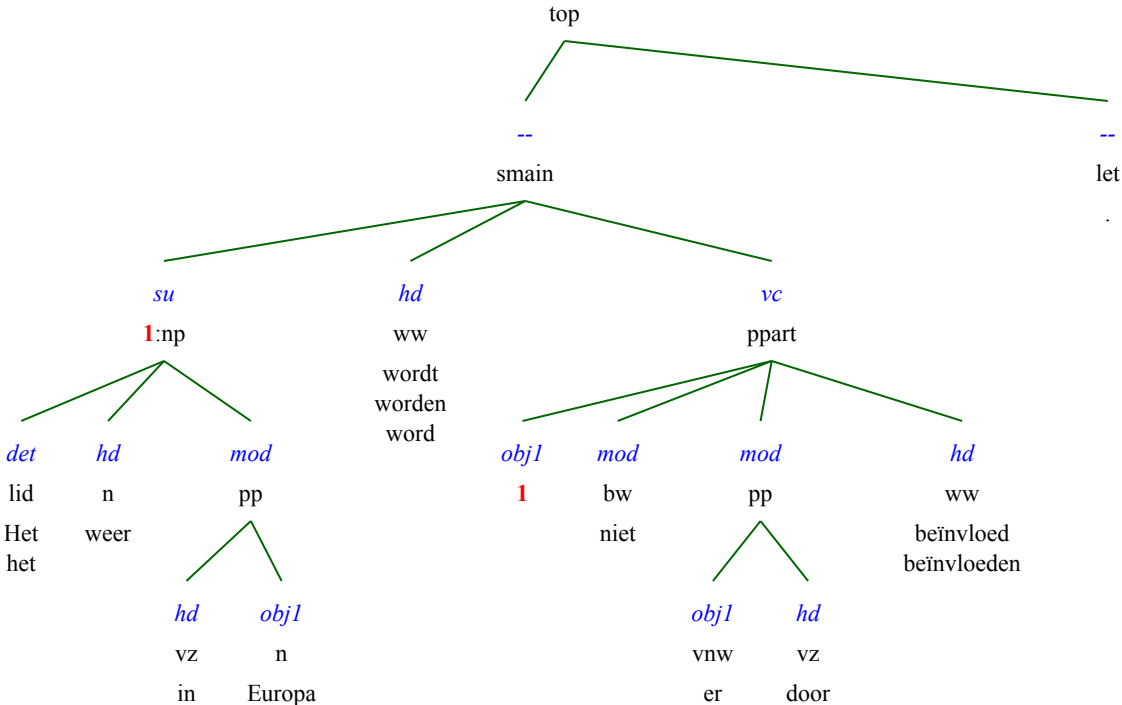 top
-- --
smain let
.
su hd vc
1:np ww ppart
wordt
worden
word
det hd mod obj1 mod mod hd
lid n pp 1 bw pp ww
Het weer niet beïnvloed
het beïnvloeden
hd obj1 obj1 hd
vz n vnw vz
in Europa er door